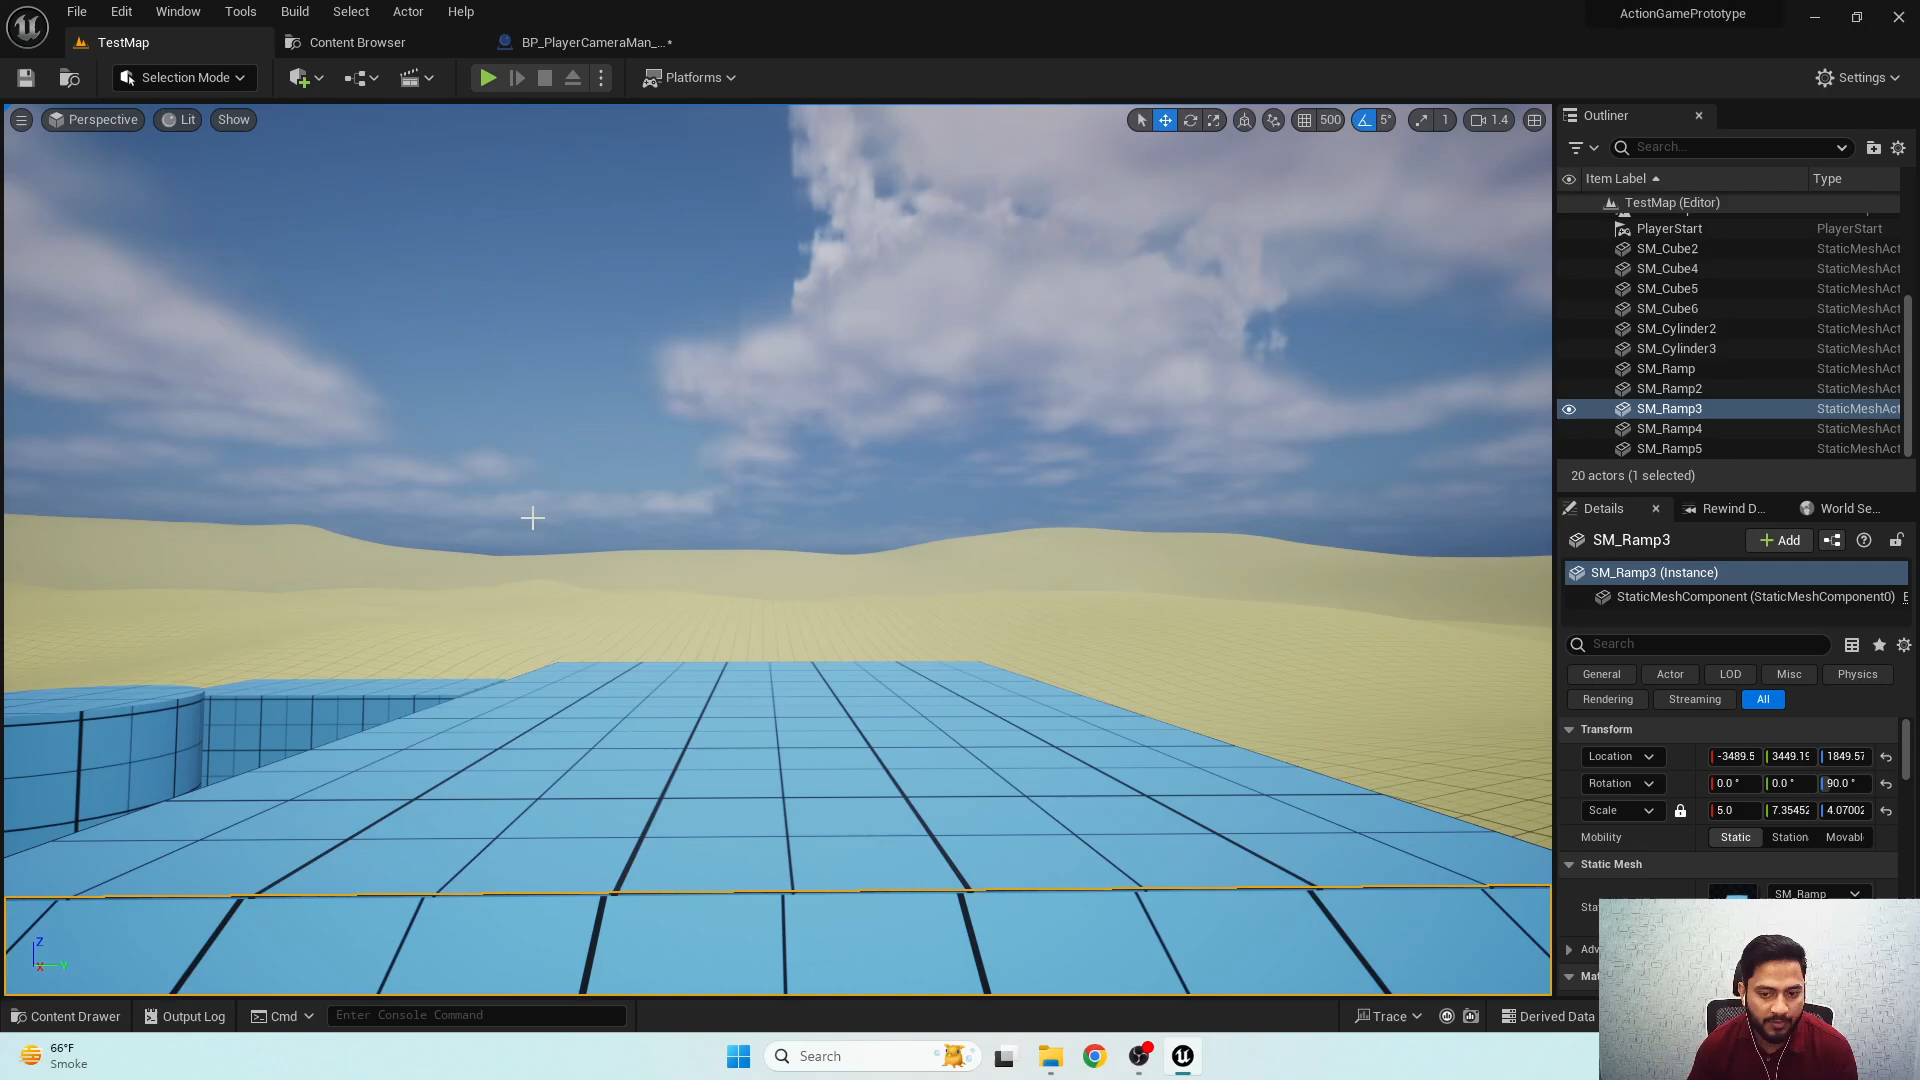 File Edit Window Tools Build Select Actor Help
ActionGamePrototype
TestMap Content Browser BP_PlayerCameraMan_...*
Selection Mode Platforms Settings
Perspective Lit Show 500 5° 1 1.4
Outliner
Search...
Item Label Type
TestMap (Editor)
PlayerStart PlayerStart
SM_Cube2 StaticMeshAct
SM_Cube4 StaticMeshAct
SM_Cube5 StaticMeshAct
SM_Cube6 StaticMeshAct
SM_Cylinder2 StaticMeshAct
SM_Cylinder3 StaticMeshAct
SM_Ramp StaticMeshAct
SM_Ramp2 StaticMeshAct
SM_Ramp3 StaticMeshAct
SM_Ramp4 StaticMeshAct
SM_Ramp5 StaticMeshAct
20 actors (1 selected)
Details Rewind D... World Se...
SM_Ramp3 Add
SM_Ramp3 (Instance)
StaticMeshComponent (StaticMeshComponent0) E
Search
General Actor LOD Misc Physics
Rendering Streaming All
Transform
Location -3489.5 3449.19 1849.57
Rotation 0.0° 0.0° 90.0°
Scale 5.0 7.35452 4.07002
Mobility Static Station Movabl
Static Mesh
Sta SM_Ramp
Adv
Mat
Z
X Y
Content Drawer Output Log Cmd Enter Console Command Trace Derived Data
66°F
Smoke
Search